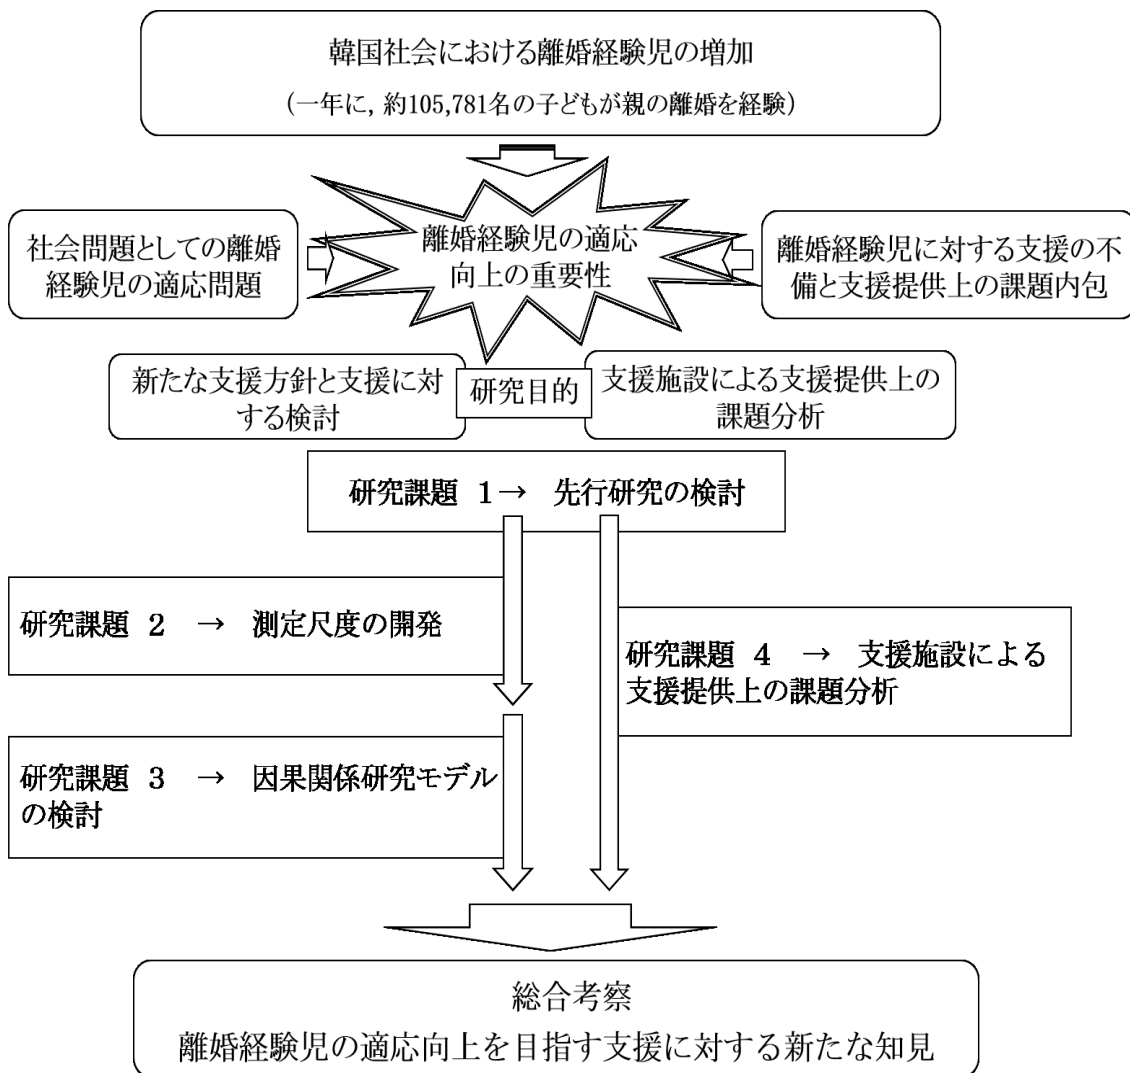 韓国社会における離婚経験児の増加
(一年に, 約105,781名の子どもが親の離婚を経験)
社会問題としての離婚
経験児の適応問題
離婚経験児の適応
向上の重要性
離婚経験児に対する支援の不
備と支援提供上の課題内包
新たな支援方針と支援に対
する検討
研究目的
支援施設による支援提供上の
課題分析
研究課題 1→ 先行研究の検討
研究課題 2 → 測定尺度の開発
研究課題 4 → 支援施設による
支援提供上の課題分析
研究課題 3 → 因果関係研究モデル
の検討
総合考察
離婚経験児の適応向上を目指す支援に対する新たな知見